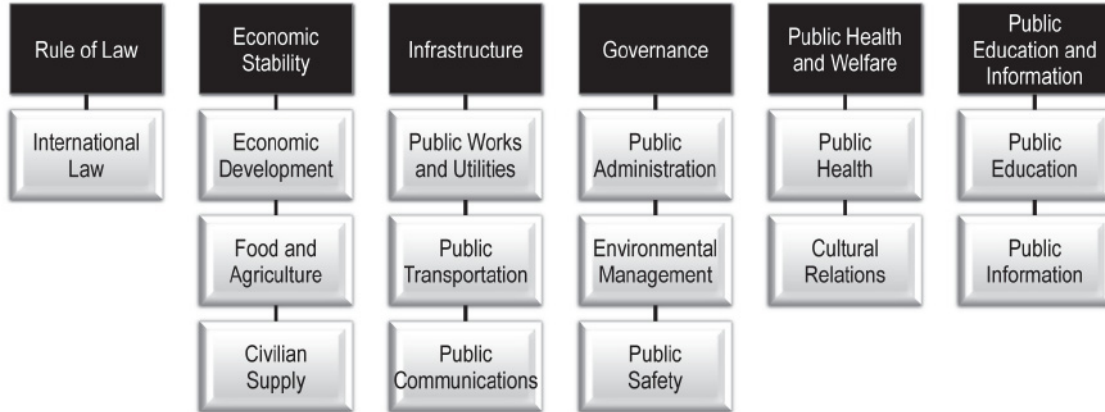 Rule of Law
Economic
Stability
Infrastructure
Governance
Public Health
and Welfare
Public
Education and
Information
International
Law
Economic
Development
Public Works
and Utilities
Public
Administration
Public
Health
Public
Education
Food and
Agriculture
Public
Transportation
Environmental
Management
Cultural
Relations
Public
Information
Civilian
Supply
Public
Communications
Public
Safety